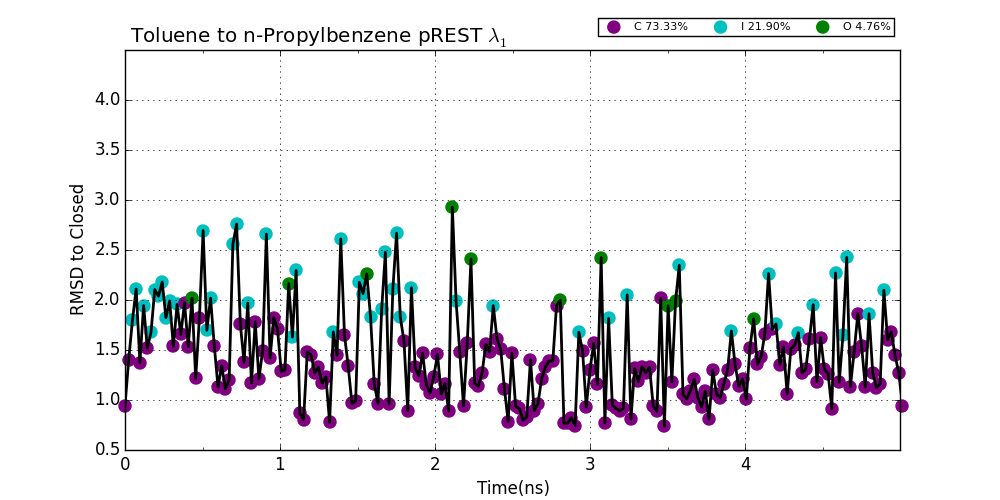 Toluene to n-Propylbenzene pREST λ₁
C 73.33% I 21.90% O 4.76%
RMSD to Closed
4.0
3.5
3.0
2.5
2.0
1.5
1.0
0.5
0 1 2 3 4
Time(ns)